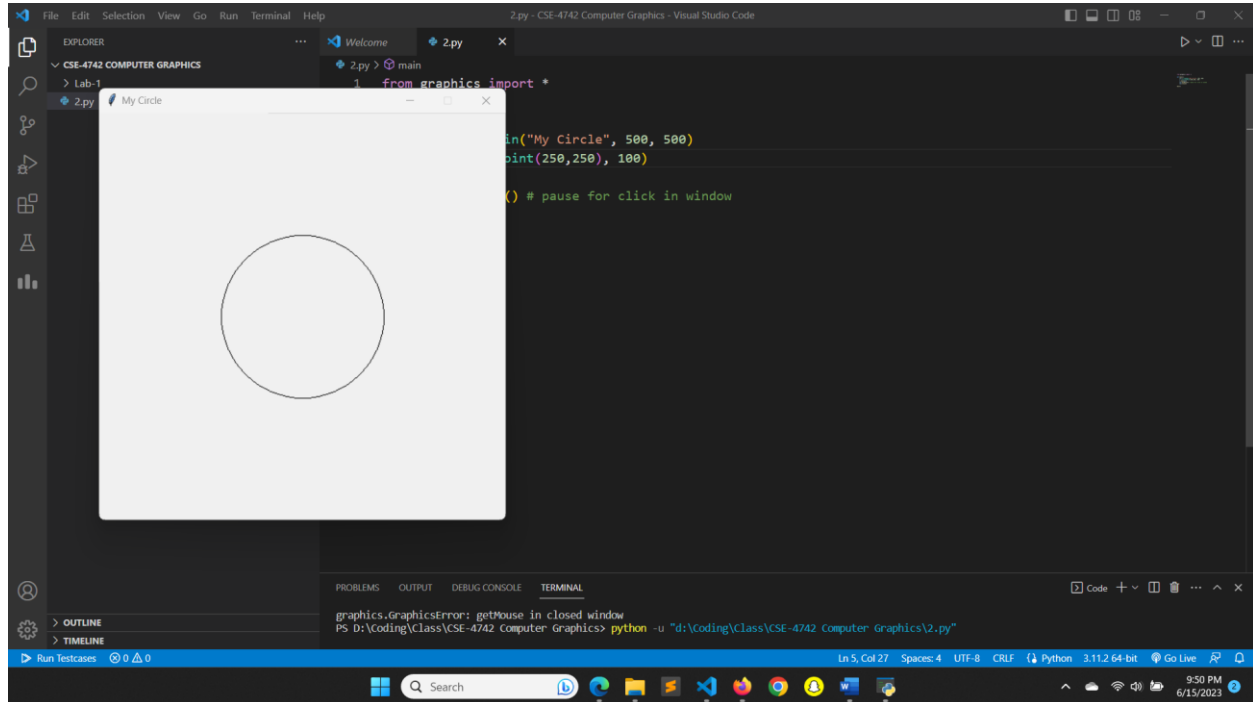 File Edit Selection View Go Run Terminal Help
2.py - CSE-4742 Computer Graphics - Visual Studio Code
EXPLORER
CSE-4742 COMPUTER GRAPHICS
Lab-1
2.py
Welcome
2.py
2.py > main
1 from graphics import *
in("My Circle", 500, 500)
oint(250,250), 100)
() # pause for click in window
My Circle
OUTLINE
TIMELINE
PROBLEMS OUTPUT DEBUG CONSOLE TERMINAL
Code
graphics.GraphicsError: getMouse in closed window
PS D:\Coding\Class\CSE-4742 Computer Graphics> python -u "d:\Coding\Class\CSE-4742 Computer Graphics\2.py"
Run Testcases 0 0
Ln 5, Col 27 Spaces: 4 UTF-8 CRLF Python 3.11.2 64-bit Go Live
Search
9:50 PM
6/15/2023
2